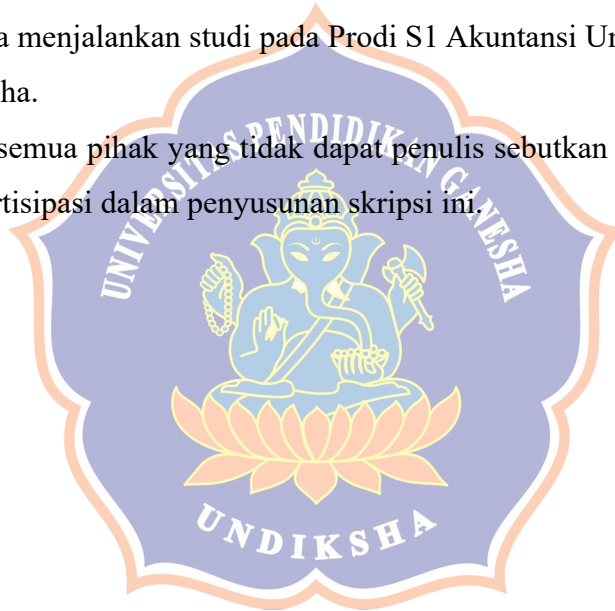 a menjalankan studi pada Prodi S1 Akuntansi Un
ha.
semua pihak yang tidak dapat penulis sebutkan
rtisipasi dalam penyusunan skripsi ini.
UNIVERSITAS PENDIDIKAN GANESHA
UNDIKSHA